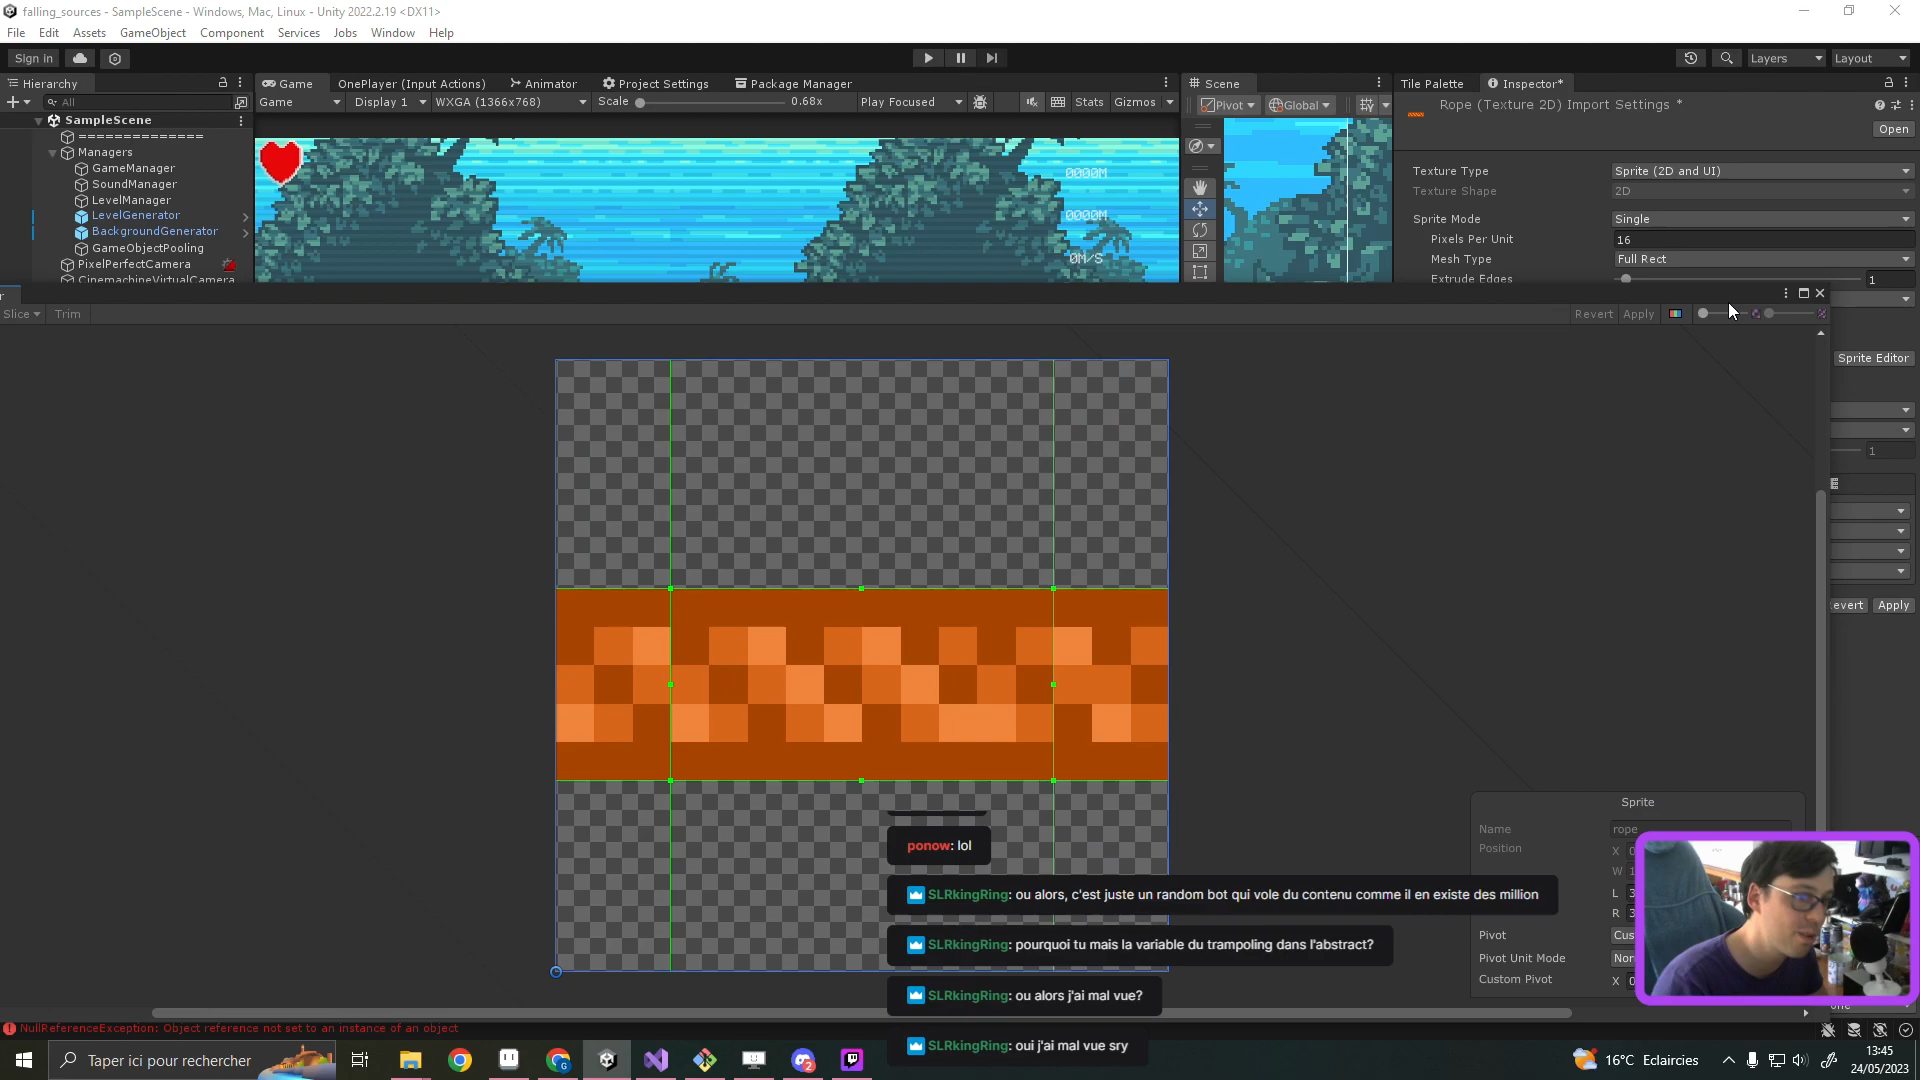 falling_sources - SampleScene - Windows, Mac, Linux - Unity 2022.2.19 <DX11>
File Edit Assets GameObject Component Services Jobs Window Help
Sign in
Layers Layout
Hierarchy
Game OnePlayer (Input Actions) Animator Project Settings Package Manager
Scene
Tile Palette Inspector*
All
Game Display 1 WXGA (1366x768) Scale 0.68x Play Focused Stats Gizmos
Pivot Global
Rope (Texture 2D) Import Settings *
Open
SampleScene
==============
Managers
GameManager
SoundManager
LevelManager
LevelGenerator
BackgroundGenerator
GameObjectPooling
PixelPerfectCamera
CinemachineVirtualCamera
0000M
0000M
0M/S
Texture Type Sprite (2D and UI)
Texture Shape 2D
Sprite Mode Single
Pixels Per Unit 16
Mesh Type Full Rect
Extrude Edges 1
r
Slice Trim
Revert Apply
Sprite Editor
1
evert Apply
Sprite
Name rope
Position X
W 1
L 3
R 3
Pivot Cus
Pivot Unit Mode Nor
Custom Pivot X
ponow: lol
SLRkingRing: ou alors, c'est juste un random bot qui vole du contenu comme il en existe des million
SLRkingRing: pourquoi tu mais la variable du trampoling dans l'abstract?
SLRkingRing: ou alors j'ai mal vue?
SLRkingRing: oui j'ai mal vue sry
NullReferenceException: Object reference not set to an instance of an object
Taper ici pour rechercher
2
16°C Eclaircies
13:45
24/05/2023